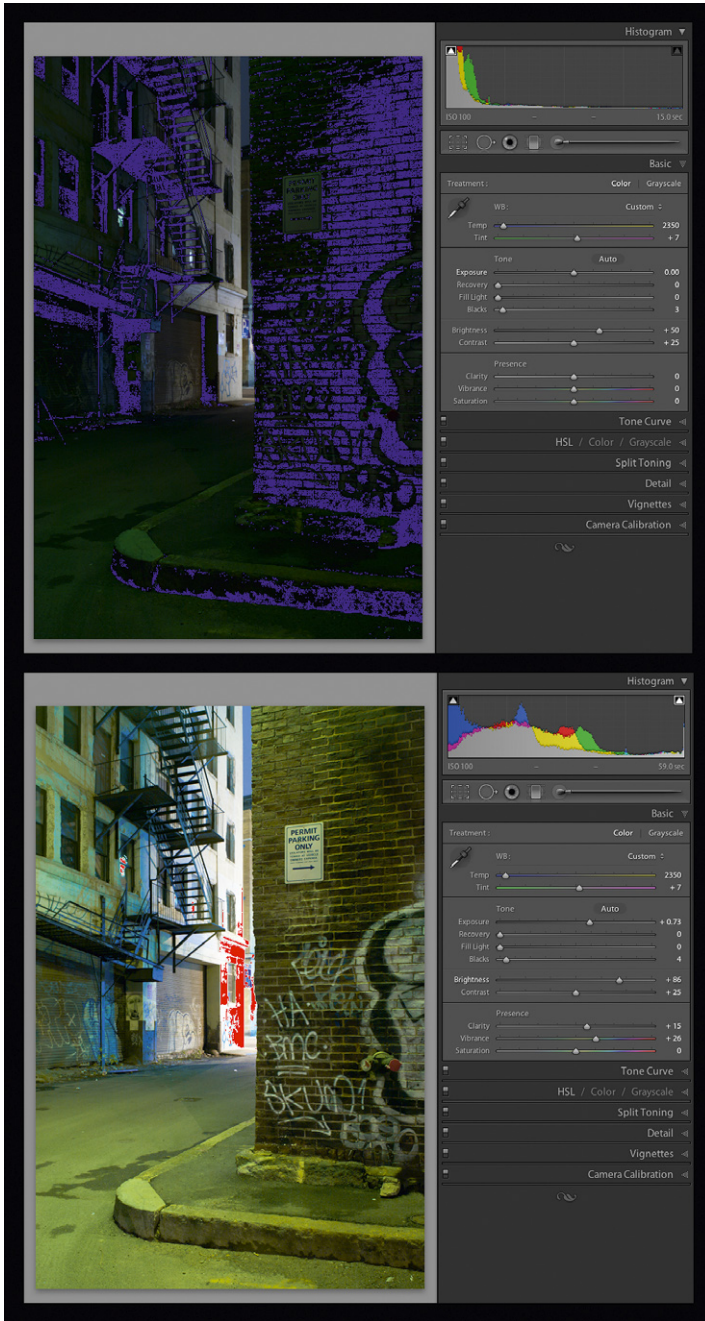 Histogram
ISO 100 – – 15.0 sec
Basic
Treatment : Color Grayscale
WB : Custom
Temp 2350
Tint + 7
Tone Auto
Exposure 0.00
Recovery 0
Fill Light 0
Blacks 3
Brightness + 50
Contrast + 25
Presence
Clarity 0
Vibrance 0
Saturation 0
Tone Curve
HSL / Color / Grayscale
Split Toning
Detail
Vignettes
Camera Calibration
PERMIT
PARKING
ONLY
Histogram
ISO 100 – – 59.0 sec
Basic
Treatment : Color Grayscale
WB : Custom
Temp 2350
Tint + 7
Tone Auto
Exposure + 0.73
Recovery 0
Fill Light 0
Blacks 4
Brightness + 86
Contrast + 25
Presence
Clarity + 15
Vibrance + 26
Saturation 0
Tone Curve
HSL / Color / Grayscale
Split Toning
Detail
Vignettes
Camera Calibration
PERMIT
PARKING
ONLY
HA
BMC.